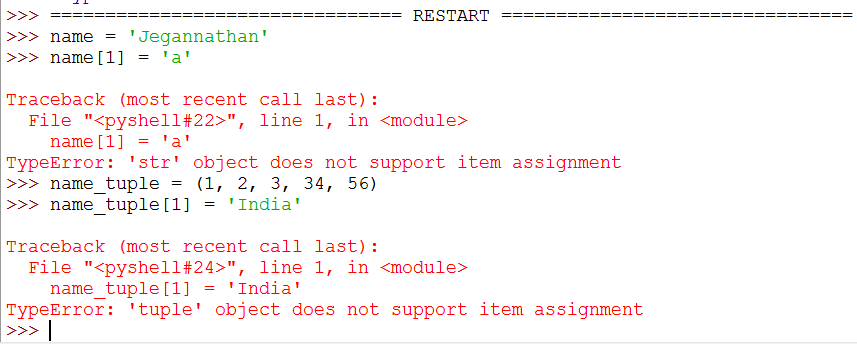 >>> ================================ RESTART ================================
>>> name = 'Jegannathan'
>>> name[1] = 'a'
Traceback (most recent call last):
  File "<pyshell#22>", line 1, in <module>
    name[1] = 'a'
TypeError: 'str' object does not support item assignment
>>> name_tuple = (1, 2, 3, 34, 56)
>>> name_tuple[1] = 'India'
Traceback (most recent call last):
  File "<pyshell#24>", line 1, in <module>
    name_tuple[1] = 'India'
TypeError: 'tuple' object does not support item assignment
>>>